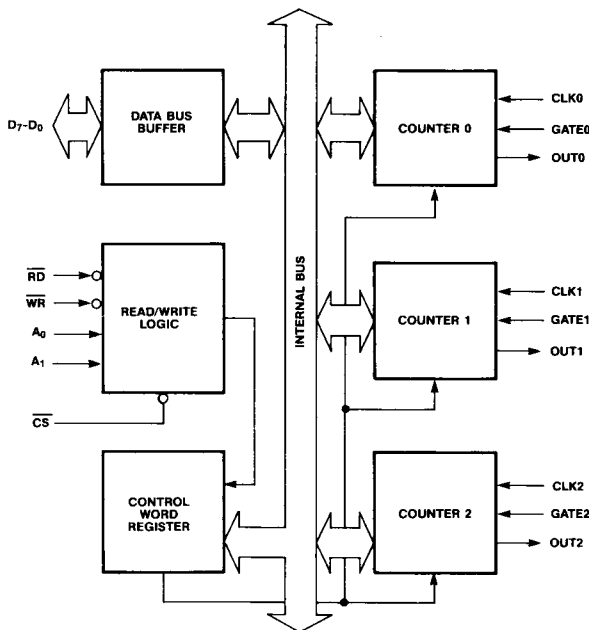 D7-D0
DATA BUS
BUFFER
INTERNAL BUS
COUNTER 0
CLK0
GATE0
OUT0
RD
WR
A0
A1
CS
READ/WRITE
LOGIC
COUNTER 1
CLK1
GATE1
OUT1
CONTROL
WORD
REGISTER
COUNTER 2
CLK2
GATE2
OUT2